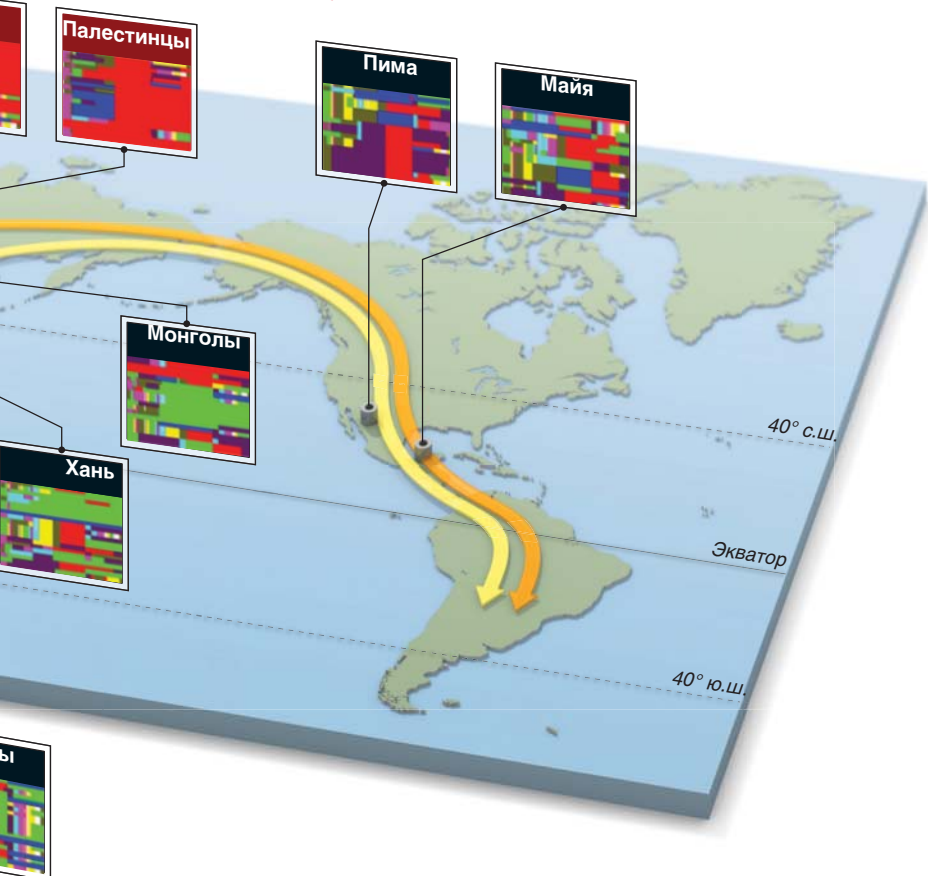 Палестинцы
Пима
Майя
Монголы
40° с.ш.
Хань
Экватор
40° ю.ш.
ы